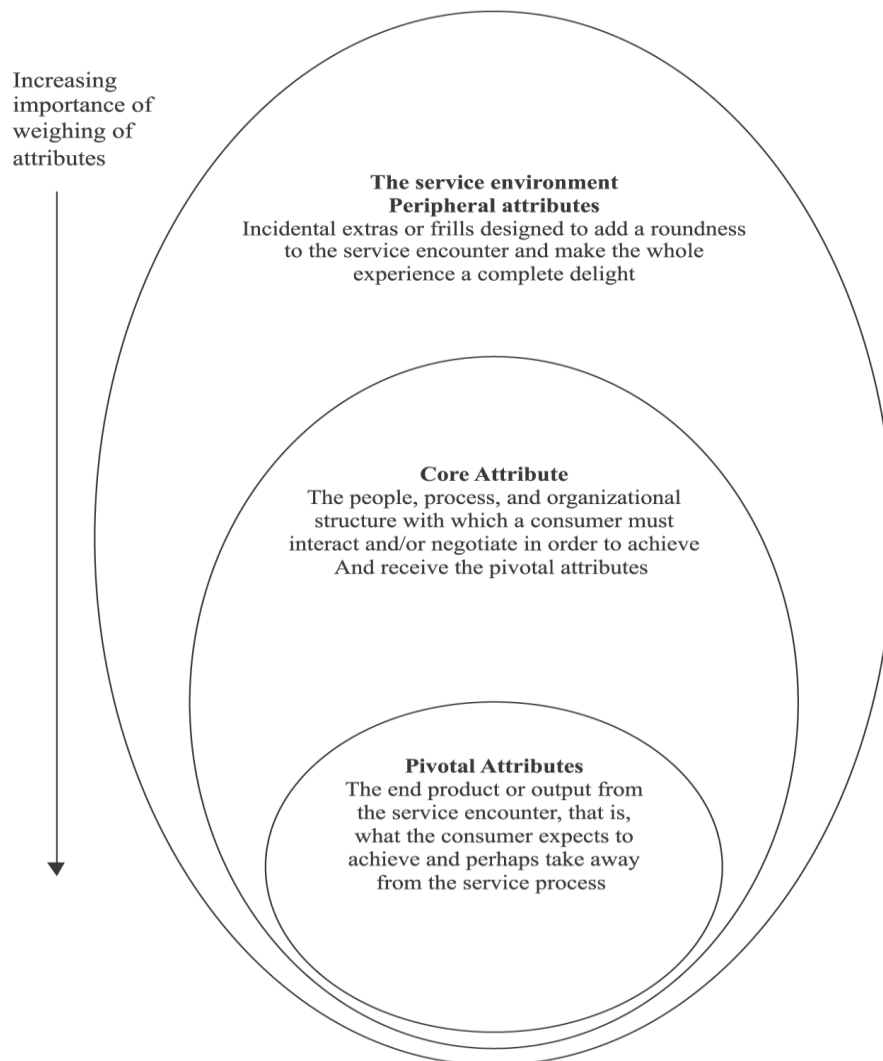 Increasing
importance of
weighing of
attributes
The service environment
Peripheral attributes
Incidental extras or frills designed to add a roundness
to the service encounter and make the whole
experience a complete delight
Core Attribute
The people, process, and organizational
structure with which a consumer must
interact and/or negotiate in order to achieve
And receive the pivotal attributes
Pivotal Attributes
The end product or output from
the service encounter, that is,
what the consumer expects to
achieve and perhaps take away
from the service process